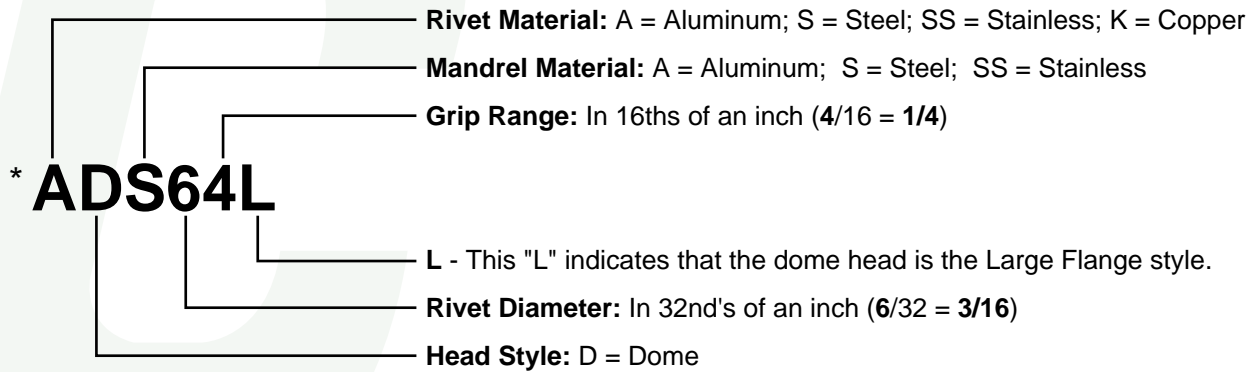 Rivet Material: A = Aluminum; S = Steel; SS = Stainless; K = Copper
Mandrel Material: A = Aluminum; S = Steel; SS = Stainless
Grip Range: In 16ths of an inch (4/16 = 1/4)
* ADS64L
L - This "L" indicates that the dome head is the Large Flange style.
Rivet Diameter: In 32nd's of an inch (6/32 = 3/16)
Head Style: D = Dome